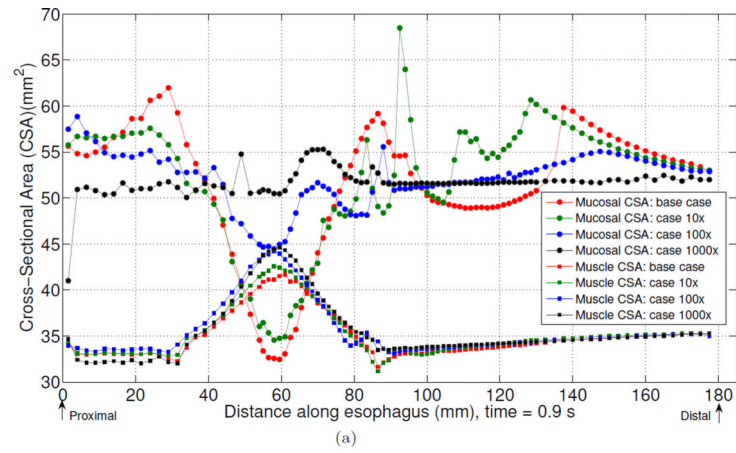 Cross-Sectional Area (CSA)(mm²)
70
65
60
55
50
45
40
35
30
Mucosal CSA: base case
Mucosal CSA: case 10x
Mucosal CSA: case 100x
Mucosal CSA: case 1000x
Muscle CSA: base case
Muscle CSA: case 10x
Muscle CSA: case 100x
Muscle CSA: case 1000x
0 20 40 60 80 100 120 140 160 180
Proximal Distance along esophagus (mm), time = 0.9 s Distal
(a)